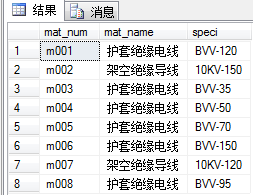 结果 消息
mat_num mat_name speci
1 m001 护套绝缘电线 BVV-120
2 m002 架空绝缘导线 10KV-150
3 m003 护套绝缘电线 BVV-35
4 m004 护套绝缘电线 BVV-50
5 m005 护套绝缘电线 BVV-70
6 m006 护套绝缘电线 BVV-150
7 m007 架空绝缘导线 10KV-120
8 m008 护套绝缘电线 BVV-95